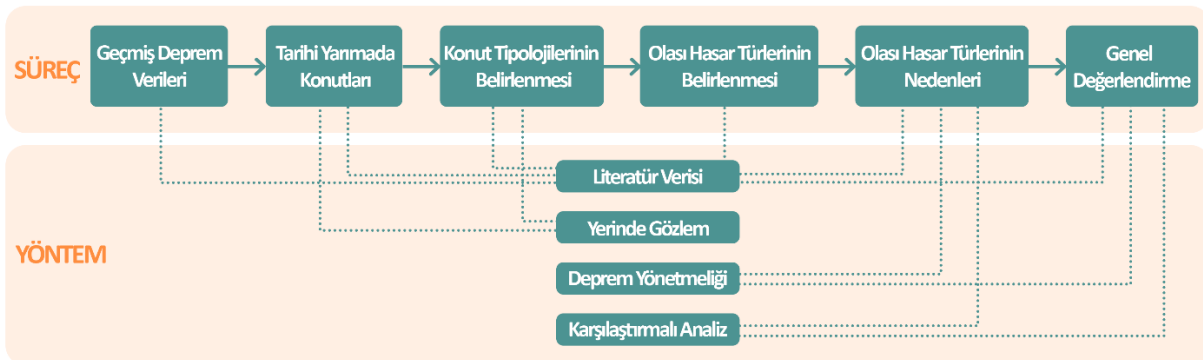 SÜREÇ
Geçmiş Deprem
Verileri
Tarihi Yarımada
Konutları
Konut Tipolojilerinin
Belirlenmesi
Olası Hasar Türlerinin
Belirlenmesi
Olası Hasar Türlerinin
Nedenleri
Genel
Değerlendirme
YÖNTEM
Literatür Verisi
Yerinde Gözlem
Deprem Yönetmeliği
Karşılaştırmalı Analiz